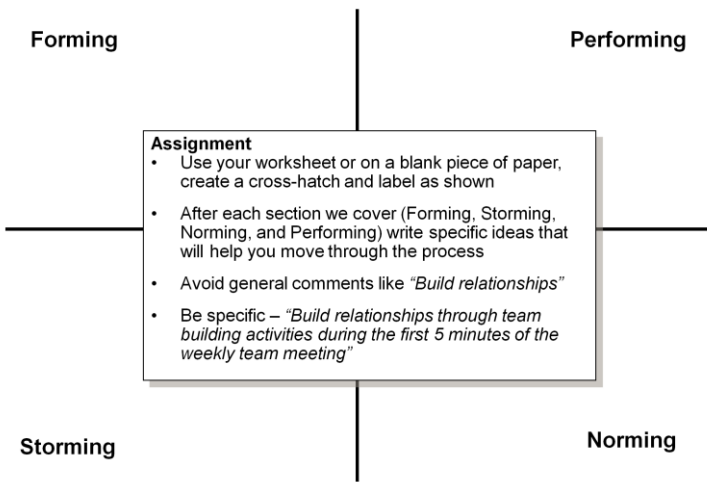 Forming
Performing
Assignment
• Use your worksheet or on a blank piece of paper,
create a cross-hatch and label as shown
• After each section we cover (Forming, Storming,
Norming, and Performing) write specific ideas that
will help you move through the process
• Avoid general comments like “Build relationships”
• Be specific – “Build relationships through team
building activities during the first 5 minutes of the
weekly team meeting”
Storming
Norming